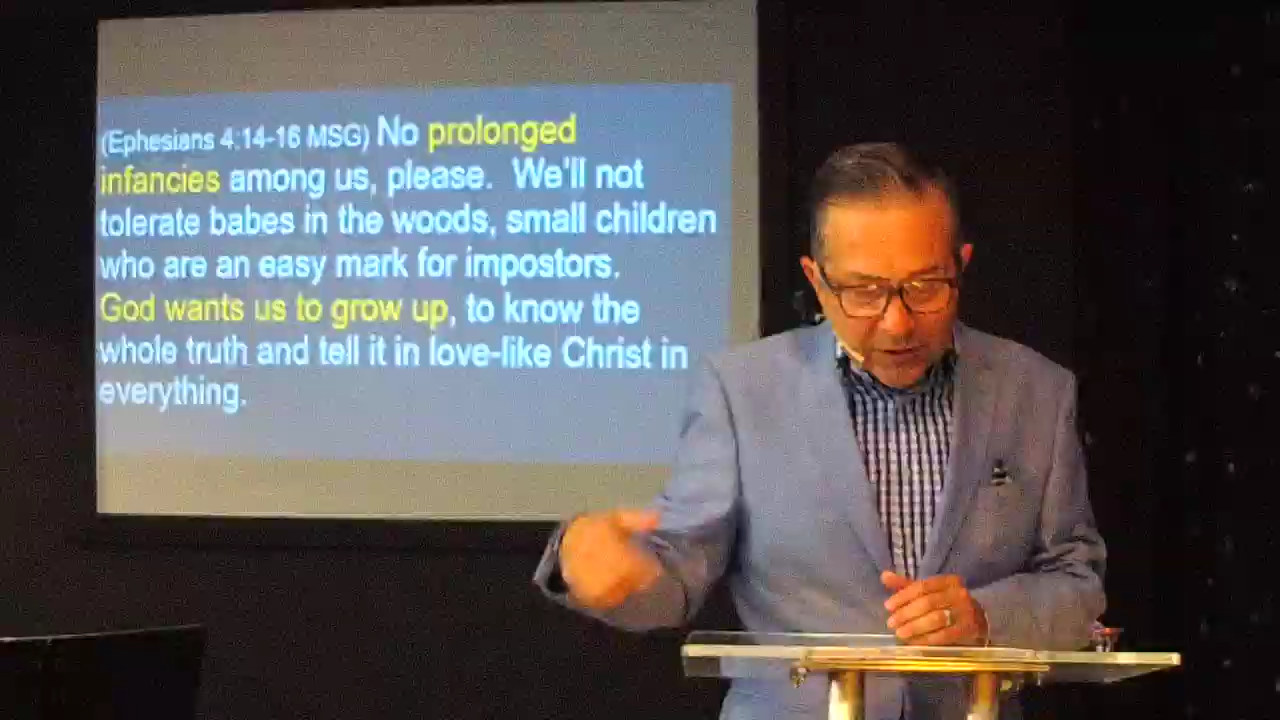 (Ephesians 4:14-16 MSG) No prolonged
infancies among us, please. We'll not
tolerate babes in the woods, small children
who are an easy mark for impostors.
God wants us to grow up, to know the
whole truth and tell it in love-like Christ in
everything.